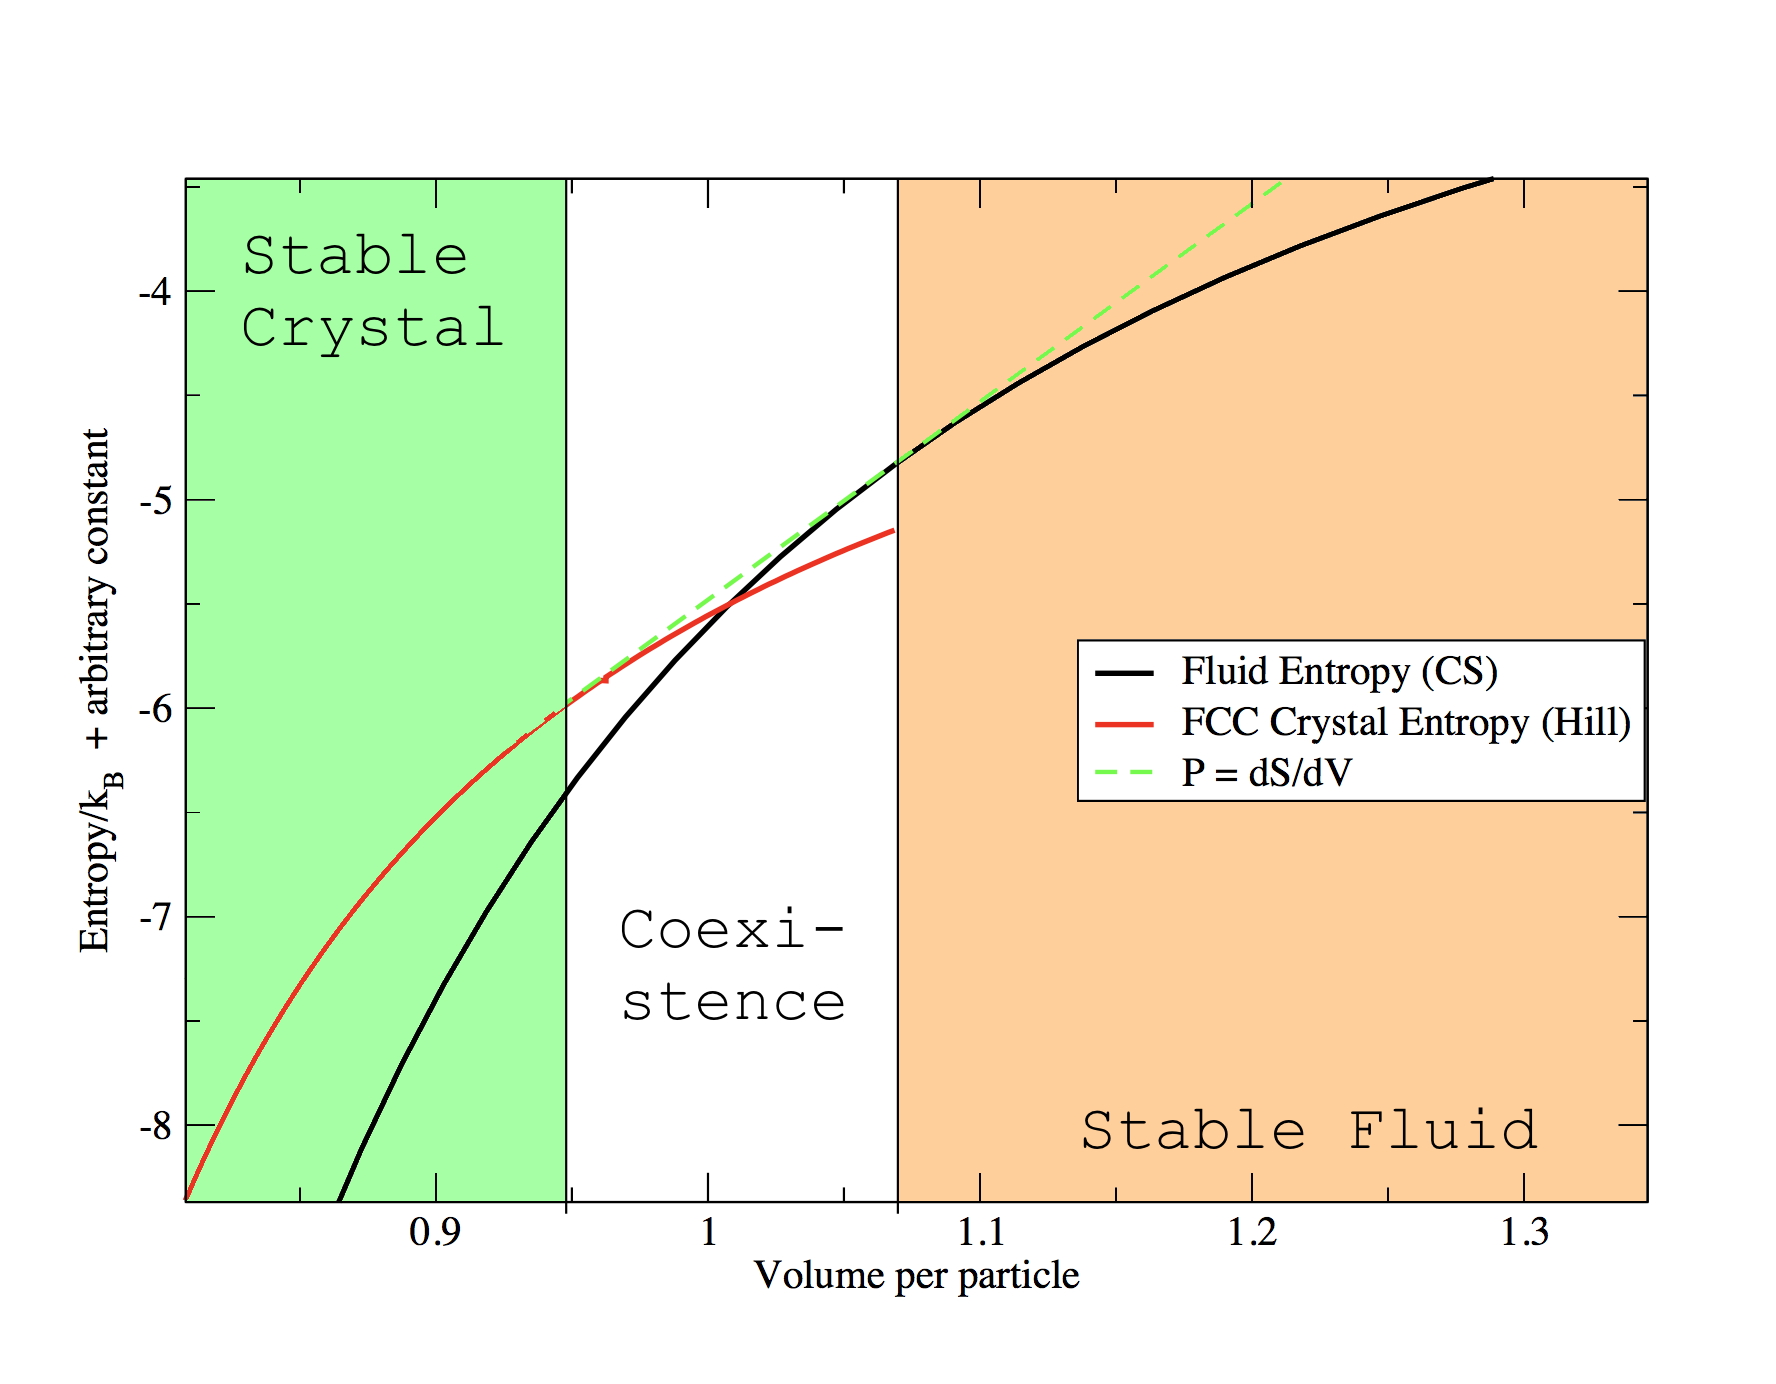 Stable
Crystal
-4
-5
-6
-7
-8
Entropy/kB + arbitrary constant
Fluid Entropy (CS)
FCC Crystal Entropy (Hill)
P = dS/dV
Coexi-
stence
Stable Fluid
0.9 1 1.1 1.2 1.3
Volume per particle